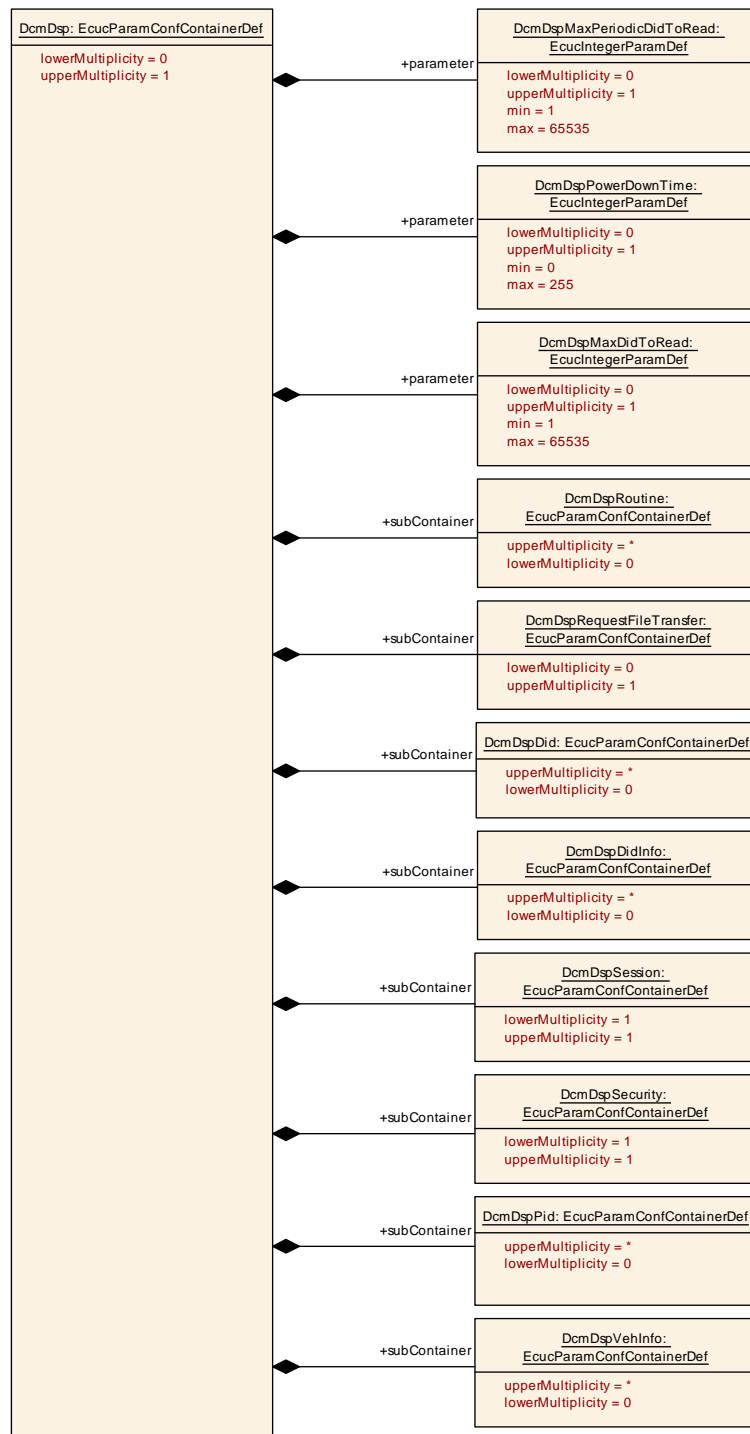 DcmDsp: EcucParamConfContainerDef
lowerMultiplicity = 0
upperMultiplicity = 1
+parameter
DcmDspMaxPeriodicDidToRead:
EcucIntegerParamDef
lowerMultiplicity = 0
upperMultiplicity = 1
min = 1
max = 65535
+parameter
DcmDspPowerDownTime:
EcucIntegerParamDef
lowerMultiplicity = 0
upperMultiplicity = 1
min = 0
max = 255
+parameter
DcmDspMaxDidToRead:
EcucIntegerParamDef
lowerMultiplicity = 0
upperMultiplicity = 1
min = 1
max = 65535
+subContainer
DcmDspRoutine:
EcucParamConfContainerDef
upperMultiplicity = *
lowerMultiplicity = 0
+subContainer
DcmDspRequestFileTransfer:
EcucParamConfContainerDef
lowerMultiplicity = 0
upperMultiplicity = 1
+subContainer
DcmDspDid: EcucParamConfContainerDef
upperMultiplicity = *
lowerMultiplicity = 0
+subContainer
DcmDspDidInfo:
EcucParamConfContainerDef
upperMultiplicity = *
lowerMultiplicity = 0
+subContainer
DcmDspSession:
EcucParamConfContainerDef
lowerMultiplicity = 1
upperMultiplicity = 1
+subContainer
DcmDspSecurity:
EcucParamConfContainerDef
lowerMultiplicity = 1
upperMultiplicity = 1
+subContainer
DcmDspPid: EcucParamConfContainerDef
upperMultiplicity = *
lowerMultiplicity = 0
+subContainer
DcmDspVehInfo:
EcucParamConfContainerDef
upperMultiplicity = *
lowerMultiplicity = 0